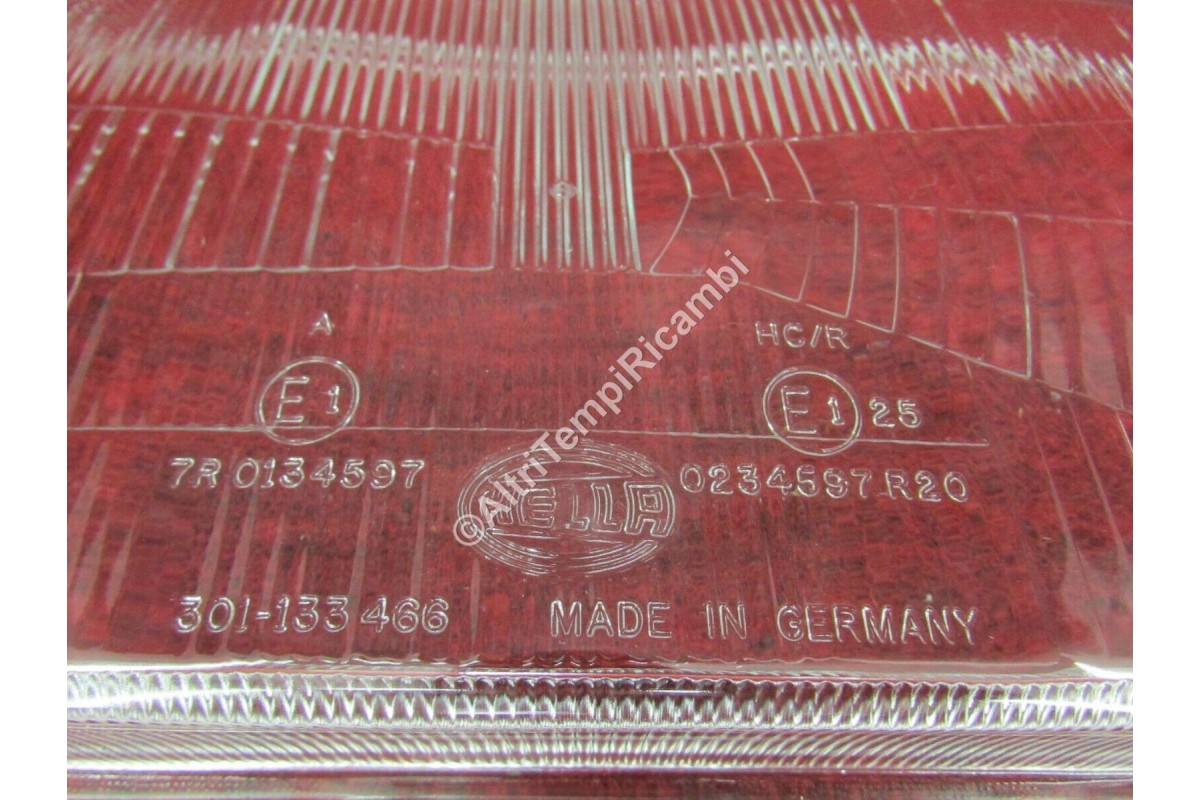 A
HC/R
E1
E1 25
7R 0134597
HELLA
0234597 R20
301-133 466
MADE IN GERMANY
©AltriTempiRicambi